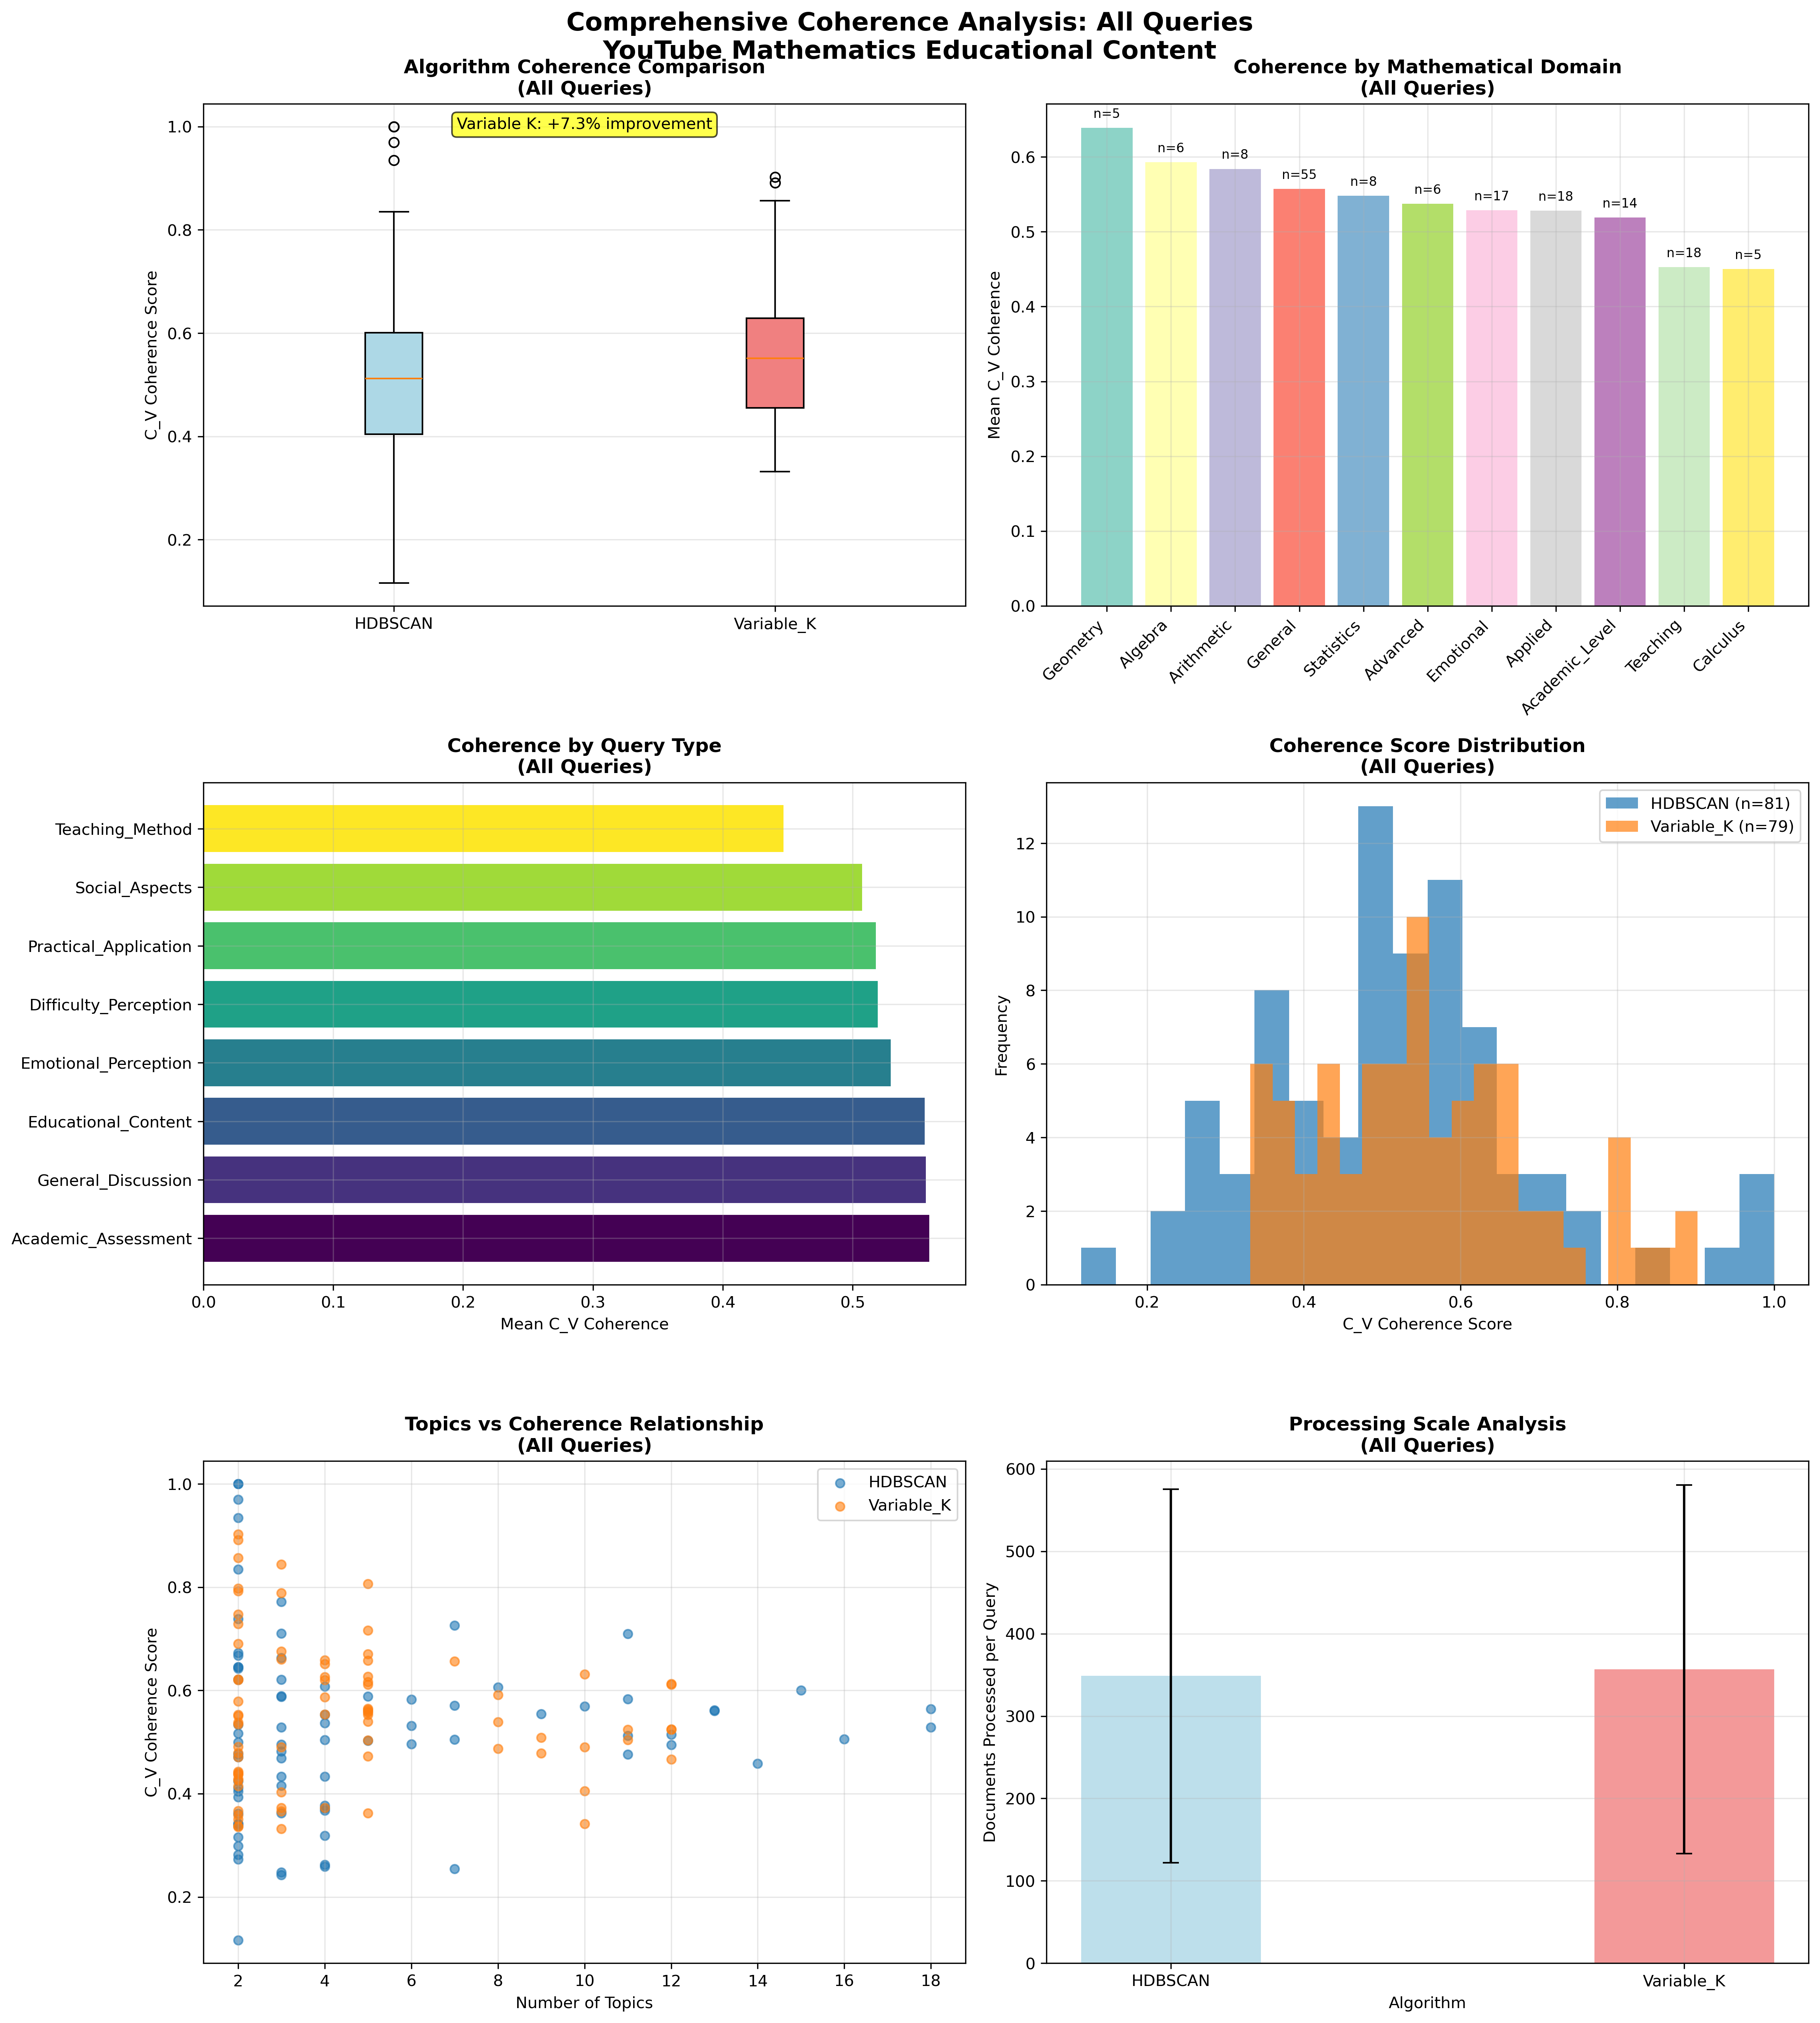 Comprehensive Coherence Analysis: All Queries
YouTube Mathematics Educational Content
Algorithm Coherence Comparison
(All Queries)
Variable K: +7.3% improvement
C_V Coherence Score
1.0
0.8
0.6
0.4
0.2
HDBSCAN
Variable_K
Coherence by Mathematical Domain
(All Queries)
Mean C_V Coherence
0.6
0.5
0.4
0.3
0.2
0.1
0.0
n=5
n=6
n=8
n=55
n=8
n=6
n=17
n=18
n=14
n=18
n=5
Geometry
Algebra
Arithmetic
General
Statistics
Advanced
Emotional
Applied
Academic_Level
Teaching
Calculus
Coherence by Query Type
(All Queries)
Teaching_Method
Social_Aspects
Practical_Application
Difficulty_Perception
Emotional_Perception
Educational_Content
General_Discussion
Academic_Assessment
0.0 0.1 0.2 0.3 0.4 0.5
Mean C_V Coherence
Coherence Score Distribution
(All Queries)
HDBSCAN (n=81)
Variable_K (n=79)
Frequency
12
10
8
6
4
2
0
0.2 0.4 0.6 0.8 1.0
C_V Coherence Score
Topics vs Coherence Relationship
(All Queries)
HDBSCAN
Variable_K
C_V Coherence Score
1.0
0.8
0.6
0.4
0.2
2 4 6 8 10 12 14 16 18
Number of Topics
Processing Scale Analysis
(All Queries)
Documents Processed per Query
600
500
400
300
200
100
0
HDBSCAN
Variable_K
Algorithm